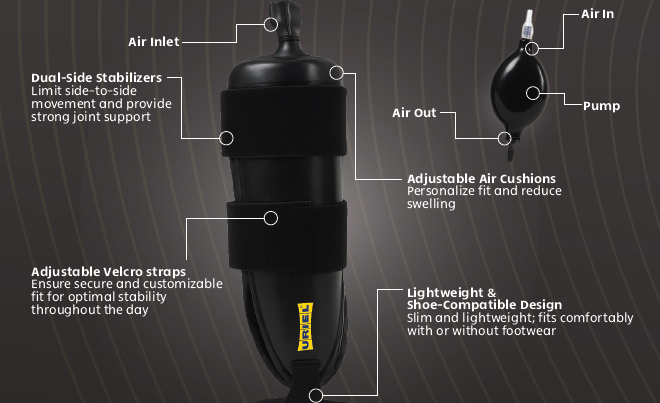 Air Inlet
Air In
Dual-Side Stabilizers
Limit side-to-side
movement and provide
strong joint support
Pump
Air Out
Adjustable Air Cushions
Personalize fit and reduce
swelling
Adjustable Velcro straps
Ensure secure and customizable
fit for optimal stability
throughout the day
Lightweight &
Shoe-Compatible Design
Slim and lightweight; fits comfortably
with or without footwear
URIEL